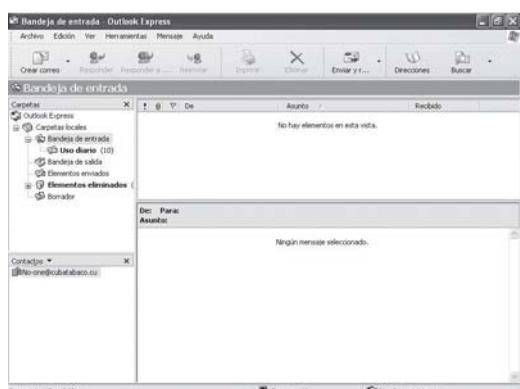 Bandeja de entrada - Outlook Express
Archivo Edición Ver Herramientas Mensaje Ayuda
Crear correo Responder Responder a ... Reenviar Imprimir Eliminar Enviar y r... Direcciones Buscar
Bandeja de entrada
Carpetas
De Asunto Recibido
Outlook Express
Carpetas locales
Bandeja de entrada
Uso diario (10)
Bandeja de salida
Elementos enviados
Elementos eliminados (
Borrador
No hay elementos en esta vista.
De: Para:
Asunto:
Ningún mensaje seleccionado.
Contactos
No-one@cubatabaco.cu